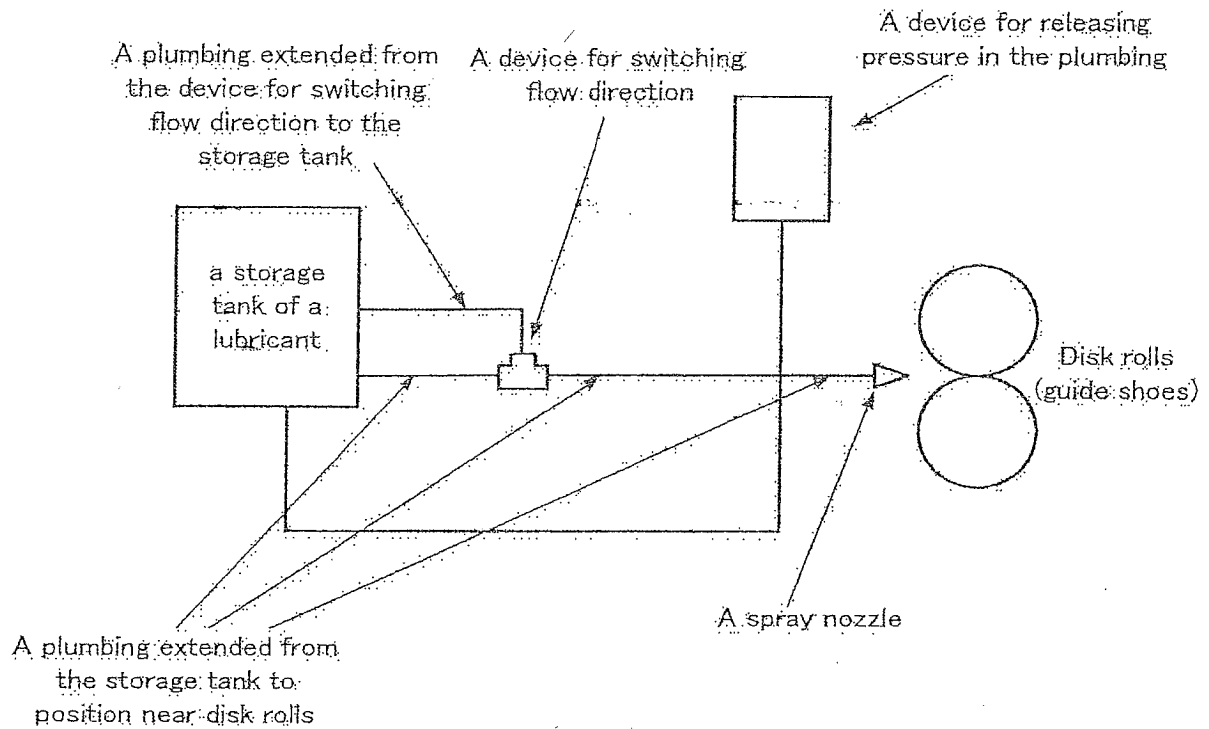 A device for releasing
pressure in the plumbing
A plumbing extended from
the device for switching
flow direction to the
storage tank
A device for switching
flow direction
a storage
tank of a
lubricant
Disk rolls
(guide shoes)
A spray nozzle
A plumbing extended from
the storage tank to
position near disk rolls